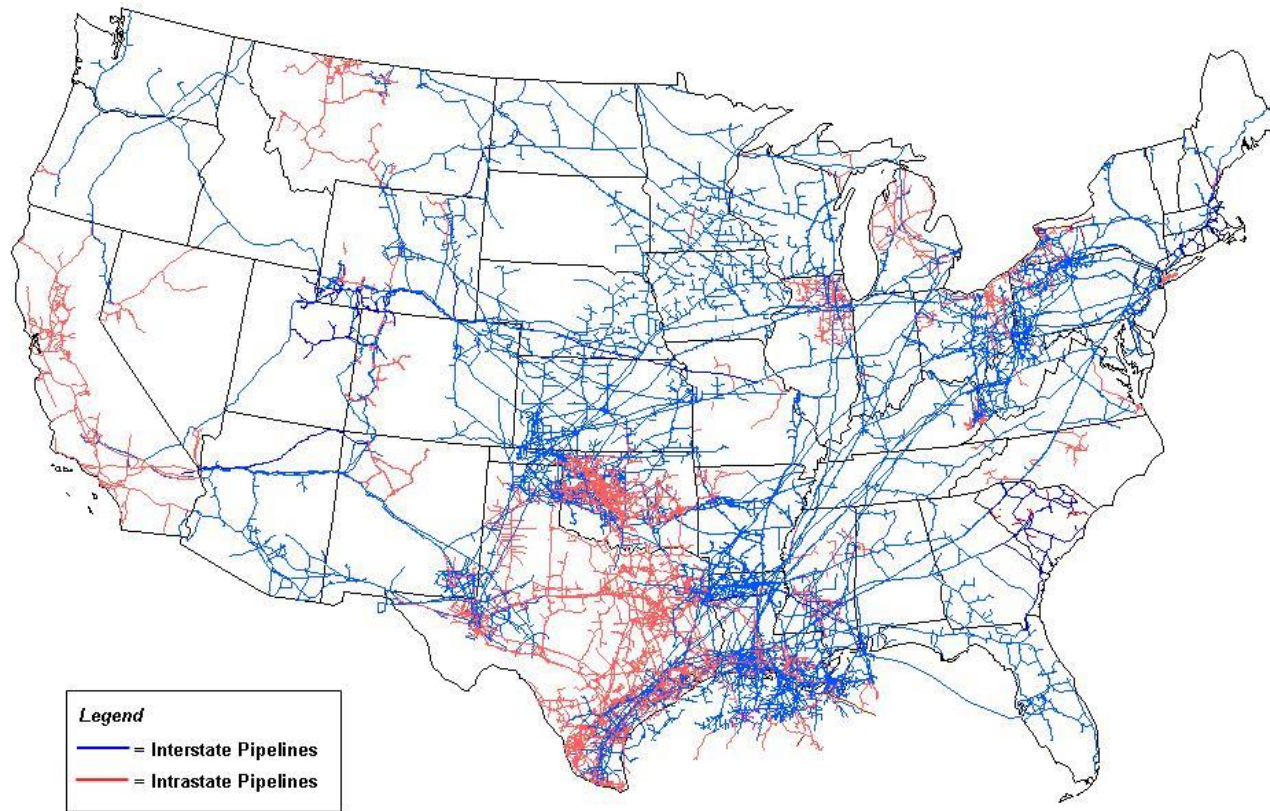 Legend
= Interstate Pipelines
= Intrastate Pipelines